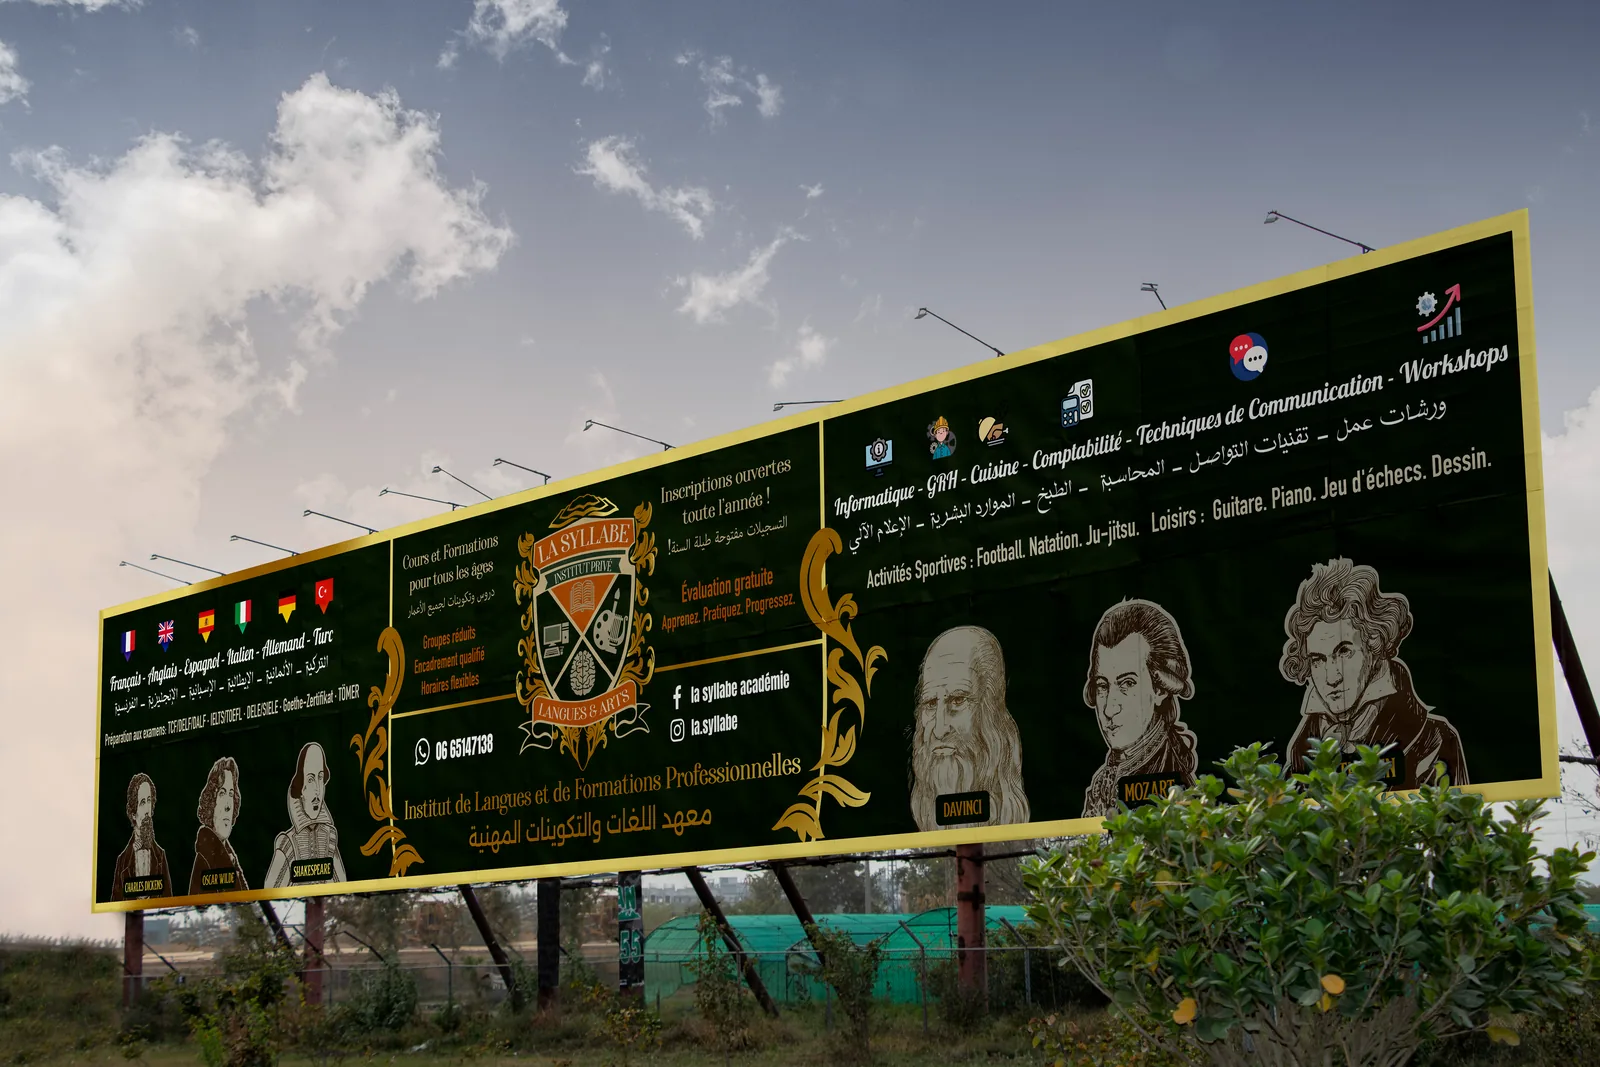 Français - Anglais - Espagnol - Italien - Allemand - Turc
الفرنسية – الإنجليزية – الإسبانية – الإيطالية – الألمانية – التركية
Préparation aux examens: TCF/DELF/DALF - IELTS/TOEFL - DELE/SIELE - Goethe-Zertifikat - TÖMER
CHARLES DICKENS
OSCAR WILDE
SHAKESPEARE
Cours et Formations
pour tous les âges
دروس وتكوينات لجميع الأعمار
Groupes réduits
Encadrement qualifié
Horaires flexibles
LA SYLLABE
INSTITUT PRIVE
LANGUES & ARTS
Inscriptions ouvertes
toute l'année !
التسجيلات مفتوحة طيلة السنة!
Évaluation gratuite
Apprenez. Pratiquez. Progressez.
06 65147138
la syllabe académie
la.syllabe
Institut de Langues et de Formations Professionnelles
معهد اللغات والتكوينات المهنية
Informatique - GRH - Cuisine - Comptabilité - Techniques de Communication - Workshops
الإعلام الآلي – الموارد البشرية – الطبخ – المحاسبة – تقنيات التواصل – ورشات عمل
Activités Sportives : Football. Natation. Ju-jitsu. Loisirs : Guitare. Piano. Jeu d'échecs. Dessin.
DAVINCI
MOZART